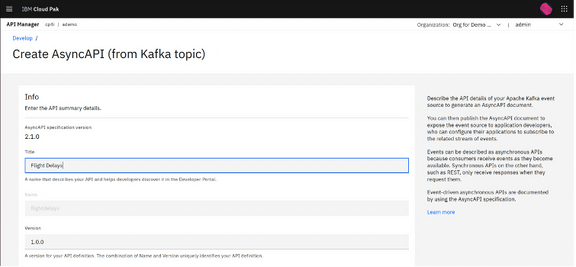 IBM Cloud Pak
API Manager cp4i / ademo Organization: Org for Demo ... admin
Develop /
Create AsyncAPI (from Kafka topic)
Info
Enter the API summary details.
AsyncAPI specification version
2.1.0
Title
Flight Delays
A name that describes your API and helps developers discover it in the Developer Portal.
Name
flightdelays
Version
1.0.0
A version for your API definition. The combination of Name and Version uniquely identifies your API definition.
Describe the API details of your Apache Kafka event
source to generate an AsyncAPI document.
You can then publish the AsyncAPI document to
expose the event source to application developers,
who can configure their applications to subscribe to
the related stream of events.
Events can be described as asynchronous APIs
because consumers receive events as they become
available. Synchronous APIs on the other hand,
such as REST, only receive responses when they
request them.
Event-driven asynchronous APIs are documented
by using the AsyncAPI specification.
Learn more